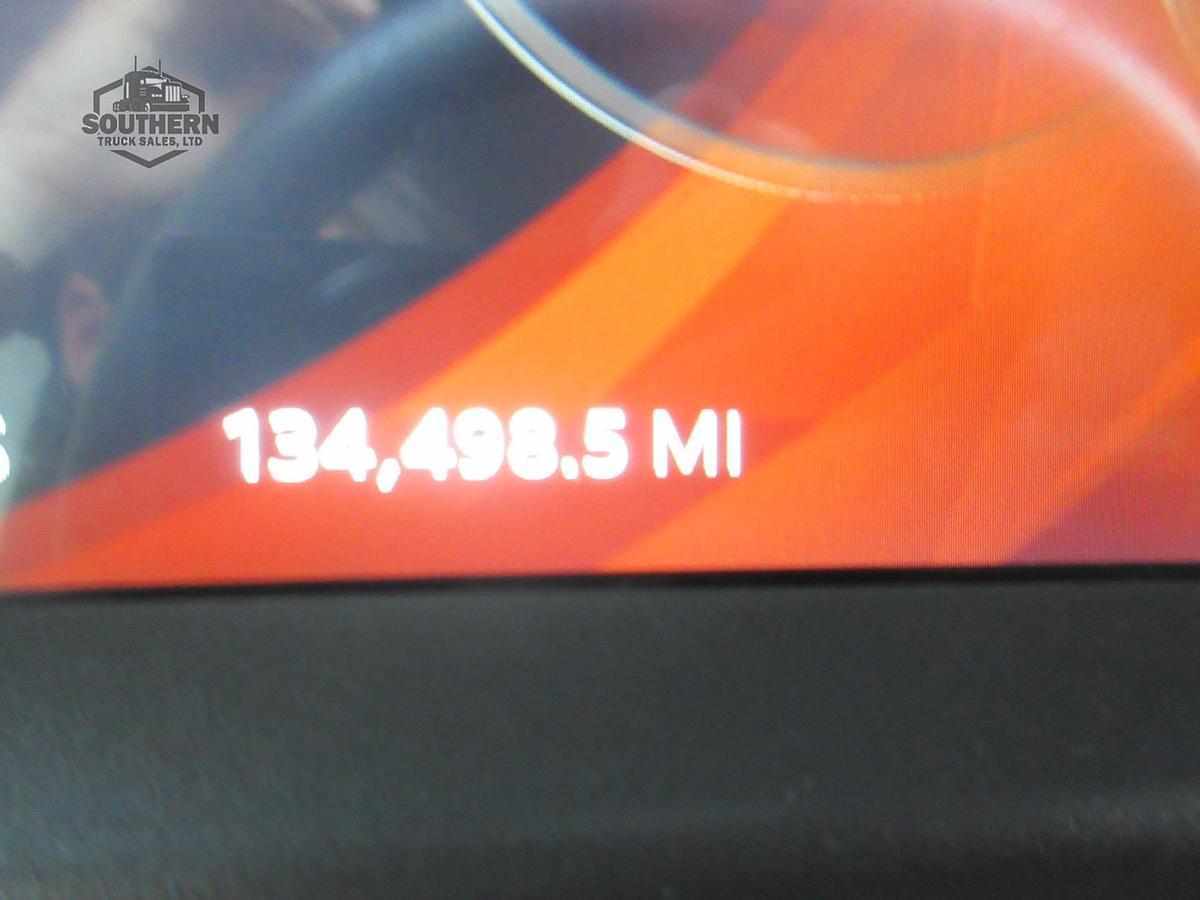 SOUTHERN
TRUCK SALES, LTD
134,498.5 MI